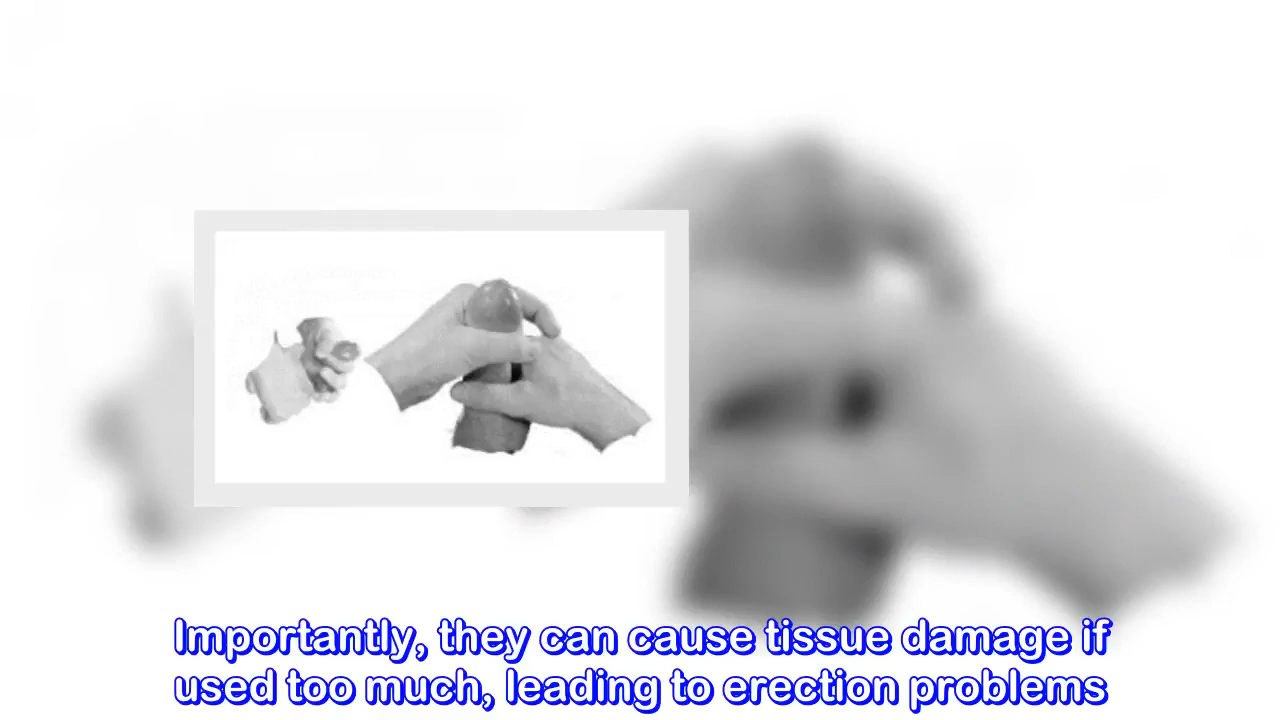 Importantly, they can cause tissue damage if
used too much, leading to erection problems